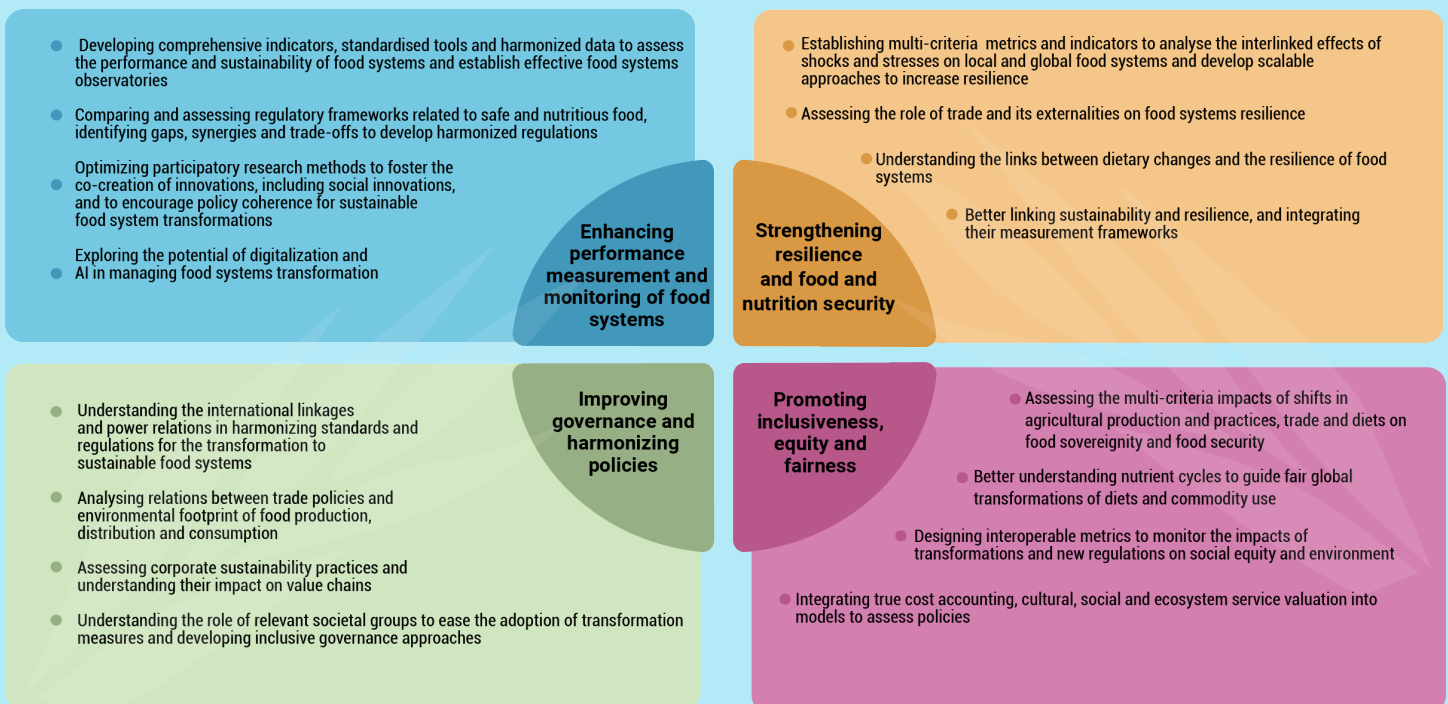 Developing comprehensive indicators, standardised tools and harmonized data to assess
the performance and sustainability of food systems and establish effective food systems
observatories
Comparing and assessing regulatory frameworks related to safe and nutritious food,
identifying gaps, synergies and trade-offs to develop harmonized regulations
Optimizing participatory research methods to foster the
co-creation of innovations, including social innovations,
and to encourage policy coherence for sustainable
food system transformations
Exploring the potential of digitalization and
AI in managing food systems transformation
Enhancing
performance
measurement and
monitoring of food
systems
Establishing multi-criteria metrics and indicators to analyse the interlinked effects of
shocks and stresses on local and global food systems and develop scalable
approaches to increase resilience
Assessing the role of trade and its externalities on food systems resilience
Understanding the links between dietary changes and the resilience of food
systems
Better linking sustainability and resilience, and integrating
their measurement frameworks
Strengthening
resilience
and food and
nutrition security
Understanding the international linkages
and power relations in harmonizing standards and
regulations for the transformation to
sustainable food systems
Analysing relations between trade policies and
environmental footprint of food production,
distribution and consumption
Assessing corporate sustainability practices and
understanding their impact on value chains
Understanding the role of relevant societal groups to ease the adoption of transformation
measures and developing inclusive governance approaches
Improving
governance and
harmonizing
policies
Promoting
inclusiveness,
equity and
fairness
Assessing the multi-criteria impacts of shifts in
agricultural production and practices, trade and diets on
food sovereignity and food security
Better understanding nutrient cycles to guide fair global
transformations of diets and commodity use
Designing interoperable metrics to monitor the impacts of
transformations and new regulations on social equity and environment
Integrating true cost accounting, cultural, social and ecosystem service valuation into
models to assess policies